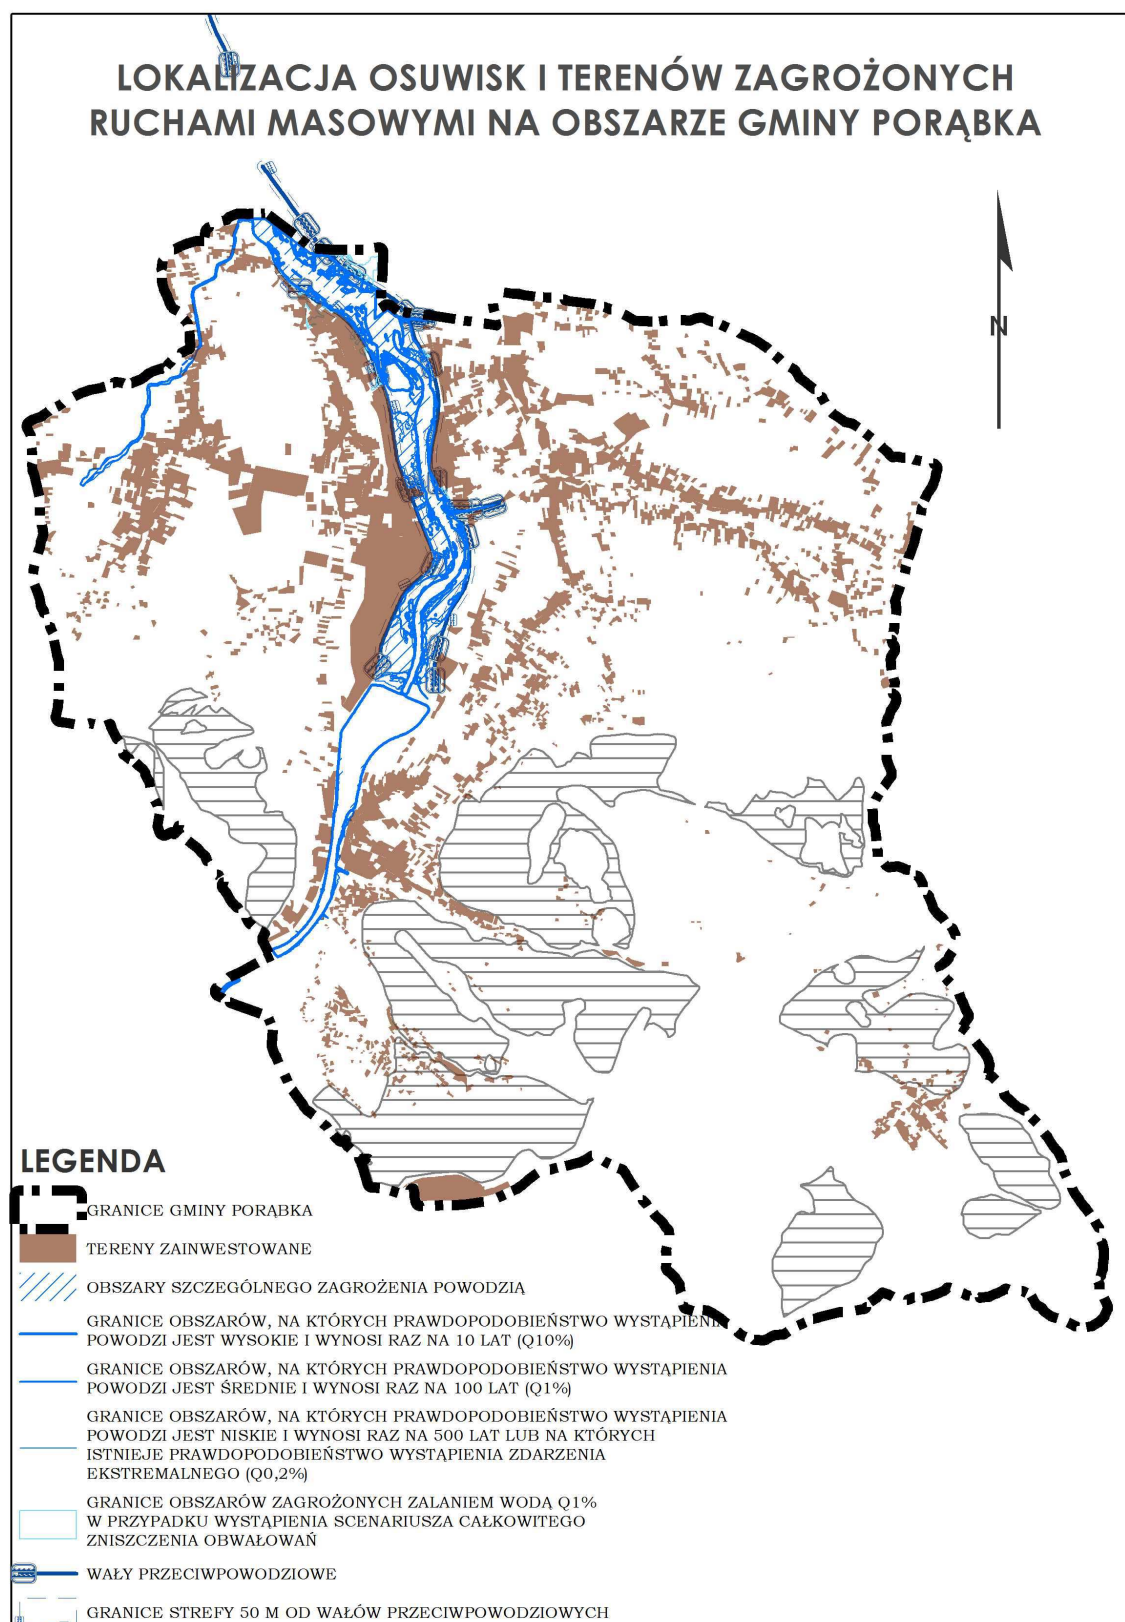 LOKALIZACJA OSUWISK I TERENÓW ZAGROŻONYCH
RUCHAMI MASOWYMI NA OBSZARZE GMINY PORĄBKA
N
LEGENDA
GRANICE GMINY PORĄBKA
TERENY ZAINWESTOWANE
OBSZARY SZCZEGÓLNEGO ZAGROŻENIA POWODZIĄ
GRANICE OBSZARÓW, NA KTÓRYCH PRAWDOPODOBIEŃSTWO WYSTĄPIENIA
POWODZI JEST WYSOKIE I WYNOSI RAZ NA 10 LAT (Q10%)
GRANICE OBSZARÓW, NA KTÓRYCH PRAWDOPODOBIEŃSTWO WYSTĄPIENIA
POWODZI JEST ŚREDNIE I WYNOSI RAZ NA 100 LAT (Q1%)
GRANICE OBSZARÓW, NA KTÓRYCH PRAWDOPODOBIEŃSTWO WYSTĄPIENIA
POWODZI JEST NISKIE I WYNOSI RAZ NA 500 LAT LUB NA KTÓRYCH
ISTNIEJE PRAWDOPODOBIEŃSTWO WYSTĄPIENIA ZDARZENIA
EKSTREMALNEGO (Q0,2%)
GRANICE OBSZARÓW ZAGROŻONYCH ZALANIEM WODĄ Q1%
W PRZYPADKU WYSTĄPIENIA SCENARIUSZA CAŁKOWITEGO
ZNISZCZENIA OBWAŁOWAŃ
WAŁY PRZECIWPOWODZIOWE
GRANICE STREFY 50 M OD WAŁÓW PRZECIWPOWODZIOWYCH